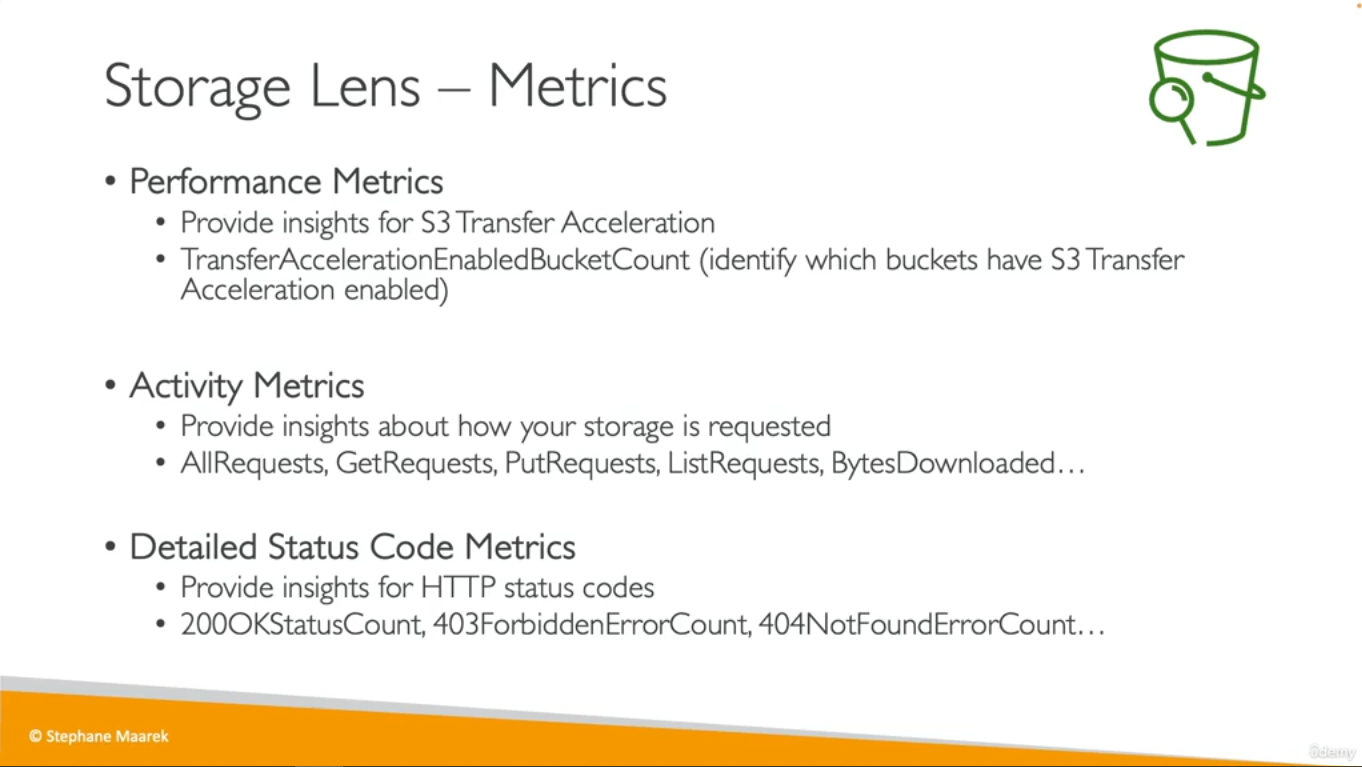 Storage Lens – Metrics
• Performance Metrics
• Provide insights for S3 Transfer Acceleration
• TransferAccelerationEnabledBucketCount (identify which buckets have S3 Transfer
Acceleration enabled)
• Activity Metrics
• Provide insights about how your storage is requested
• AllRequests, GetRequests, PutRequests, ListRequests, BytesDownloaded…
• Detailed Status Code Metrics
• Provide insights for HTTP status codes
• 200OKStatusCount, 403ForbiddenErrorCount, 404NotFoundErrorCount…
© Stephane Maarek
ûdemy